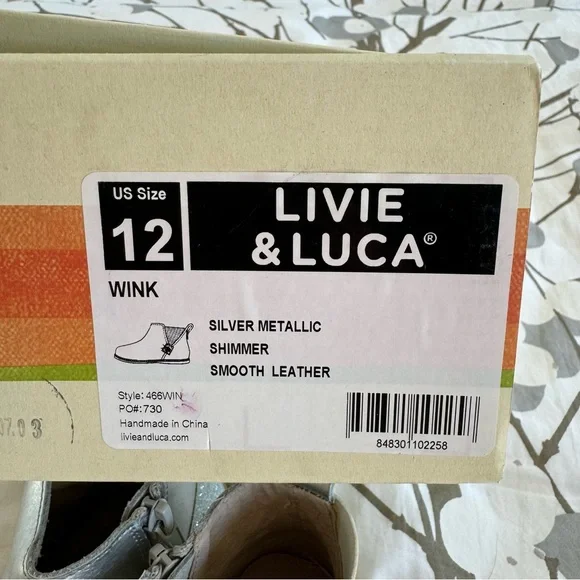 US Size
12
LIVIE
& LUCA®
WINK
SILVER METALLIC
SHIMMER
SMOOTH LEATHER
Style: 466WIN
PO#:730
Handmade in China
livieandluca.com
848301102258